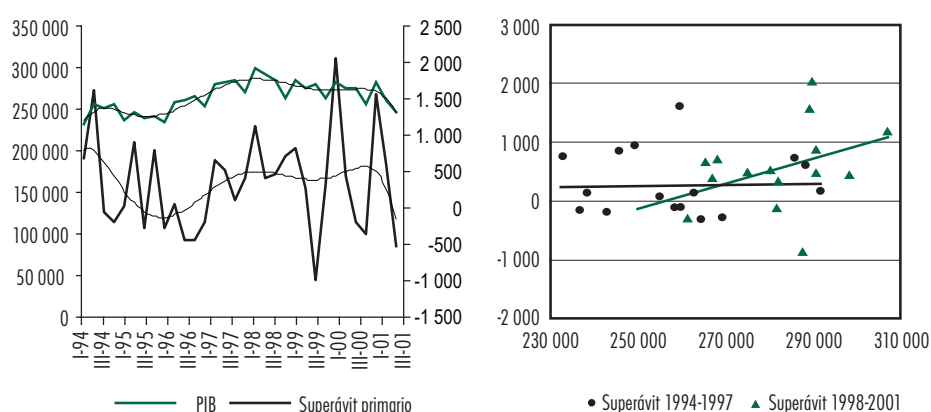 350 000
300 000
250 000
200 000
150 000
100 000
50 000
0
2 500
2 000
1 500
1.000
500
0
-500
-1 000
-1 500
I-94
III-94
I-95
III-95
I-96
III-96
I-97
III-97
I-98
III-98
I-99
III-99
I-00
III-00
I-01
III-01
PIB
Superávit primario
3 000
2 000
1 000
0
-1 000
-2 000
230 000
250 000
270 000
290 000
310 000
Superávit 1994-1997
Superávit 1998-2001